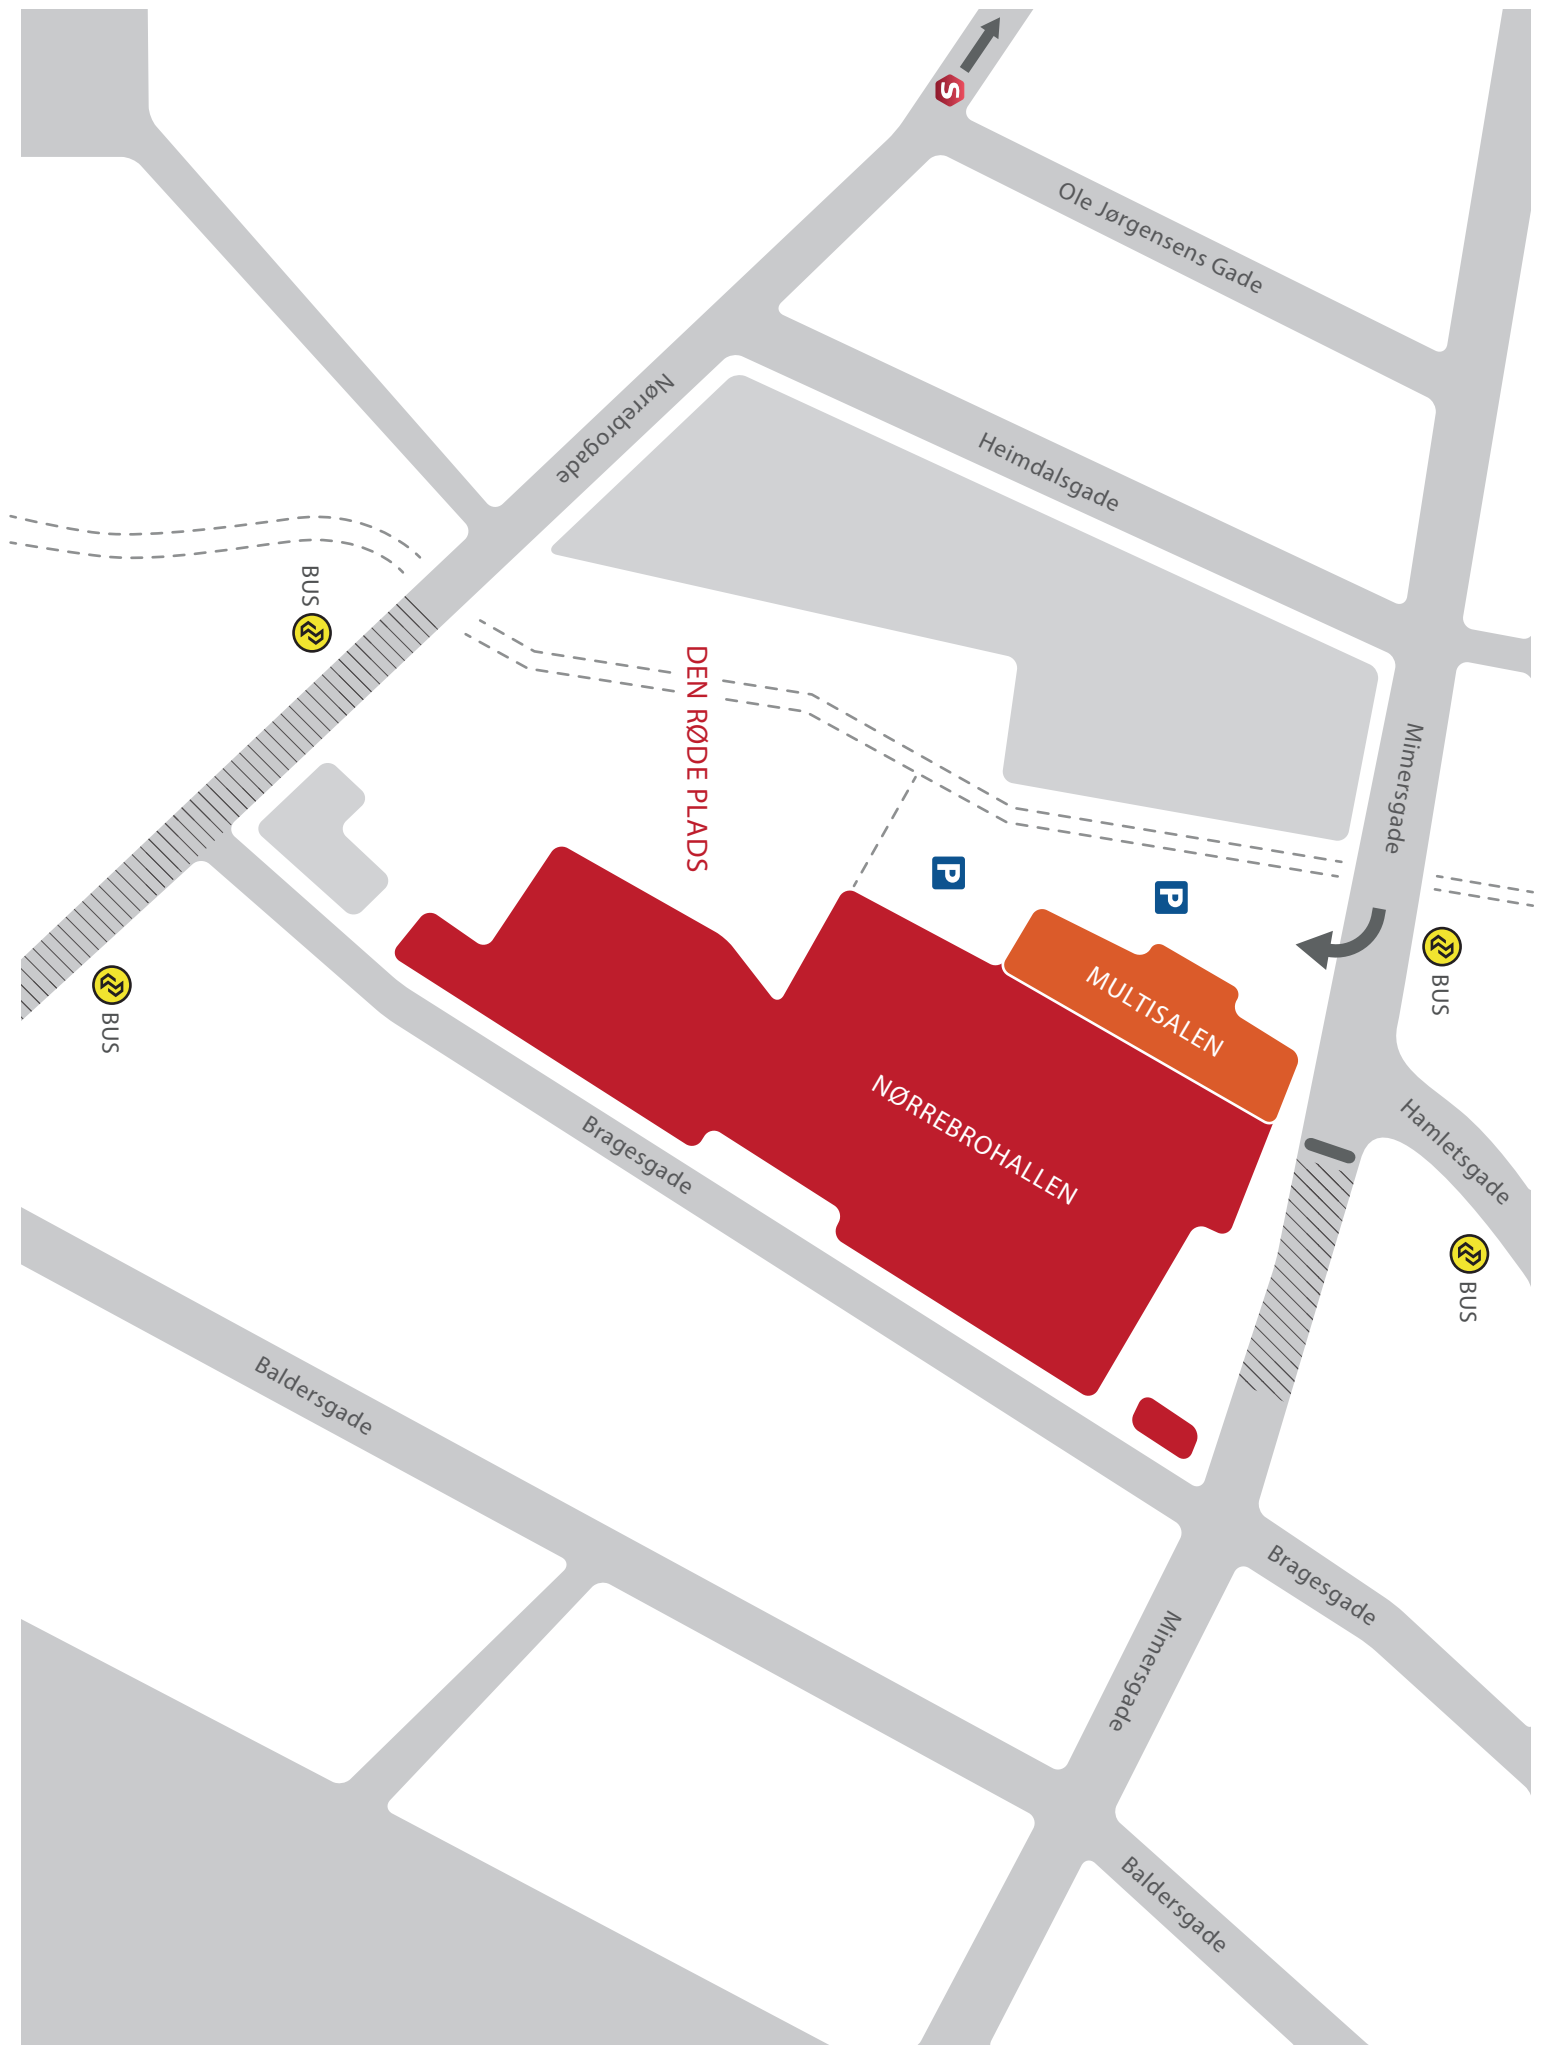 S
Ole Jørgensens Gade
Nørrebrogade
Heimdalsgade
BUS
DEN RØDE PLADS
Mimersgade
P
P
MULTISALEN
BUS
BUS
NØRREBROHALLEN
Hamletsgade
Bragesgade
BUS
Baldersgade
Bragesgade
Mimersgade
Baldersgade